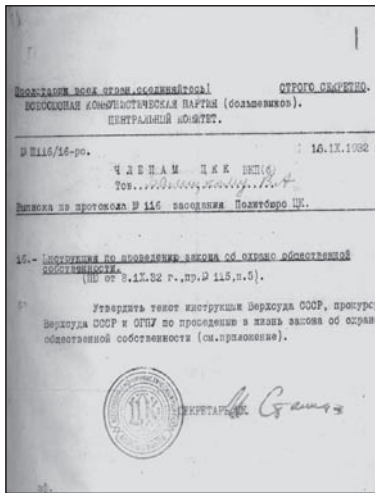 Пролетарии всех стран, соединяйтесь! СТРОГО СЕКРЕТНО.
ВСЕСОЮЗНАЯ КОММУНИСТИЧЕСКАЯ ПАРТИЯ (большевиков).
ЦЕНТРАЛЬНЫЙ КОМИТЕТ.
№ П116/16-рс. 16.IX.1932
ЧЛЕНАМ ЦКК ВКП(б)
Тов.
Выписка из протокола № 116 заседания Политбюро ЦК.
16.- Инструкция по проведению закона об охране общественной
собственности.
(ПБ от 8.IX.32 г.,пр.№ 115,п.5).
Утвердить текст инструкции Верхсуда СССР, прокурор
Верхсуда СССР и ОГПУ по проведению в жизнь закона об охране
общественной собственности (см.приложение).
СЕКРЕТАРЬ ЦК